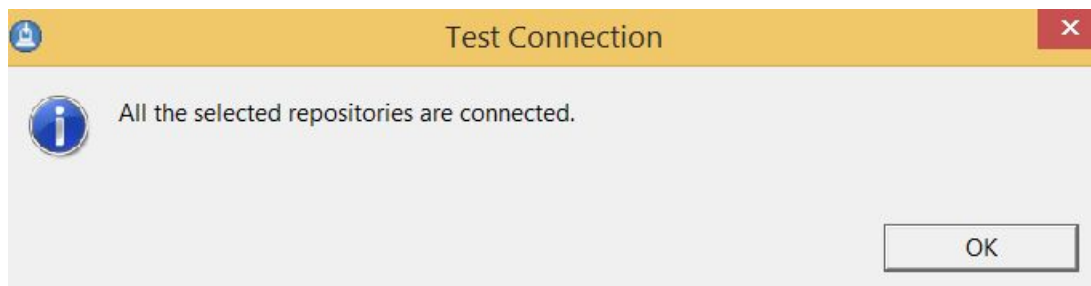 Test Connection
All the selected repositories are connected.
OK